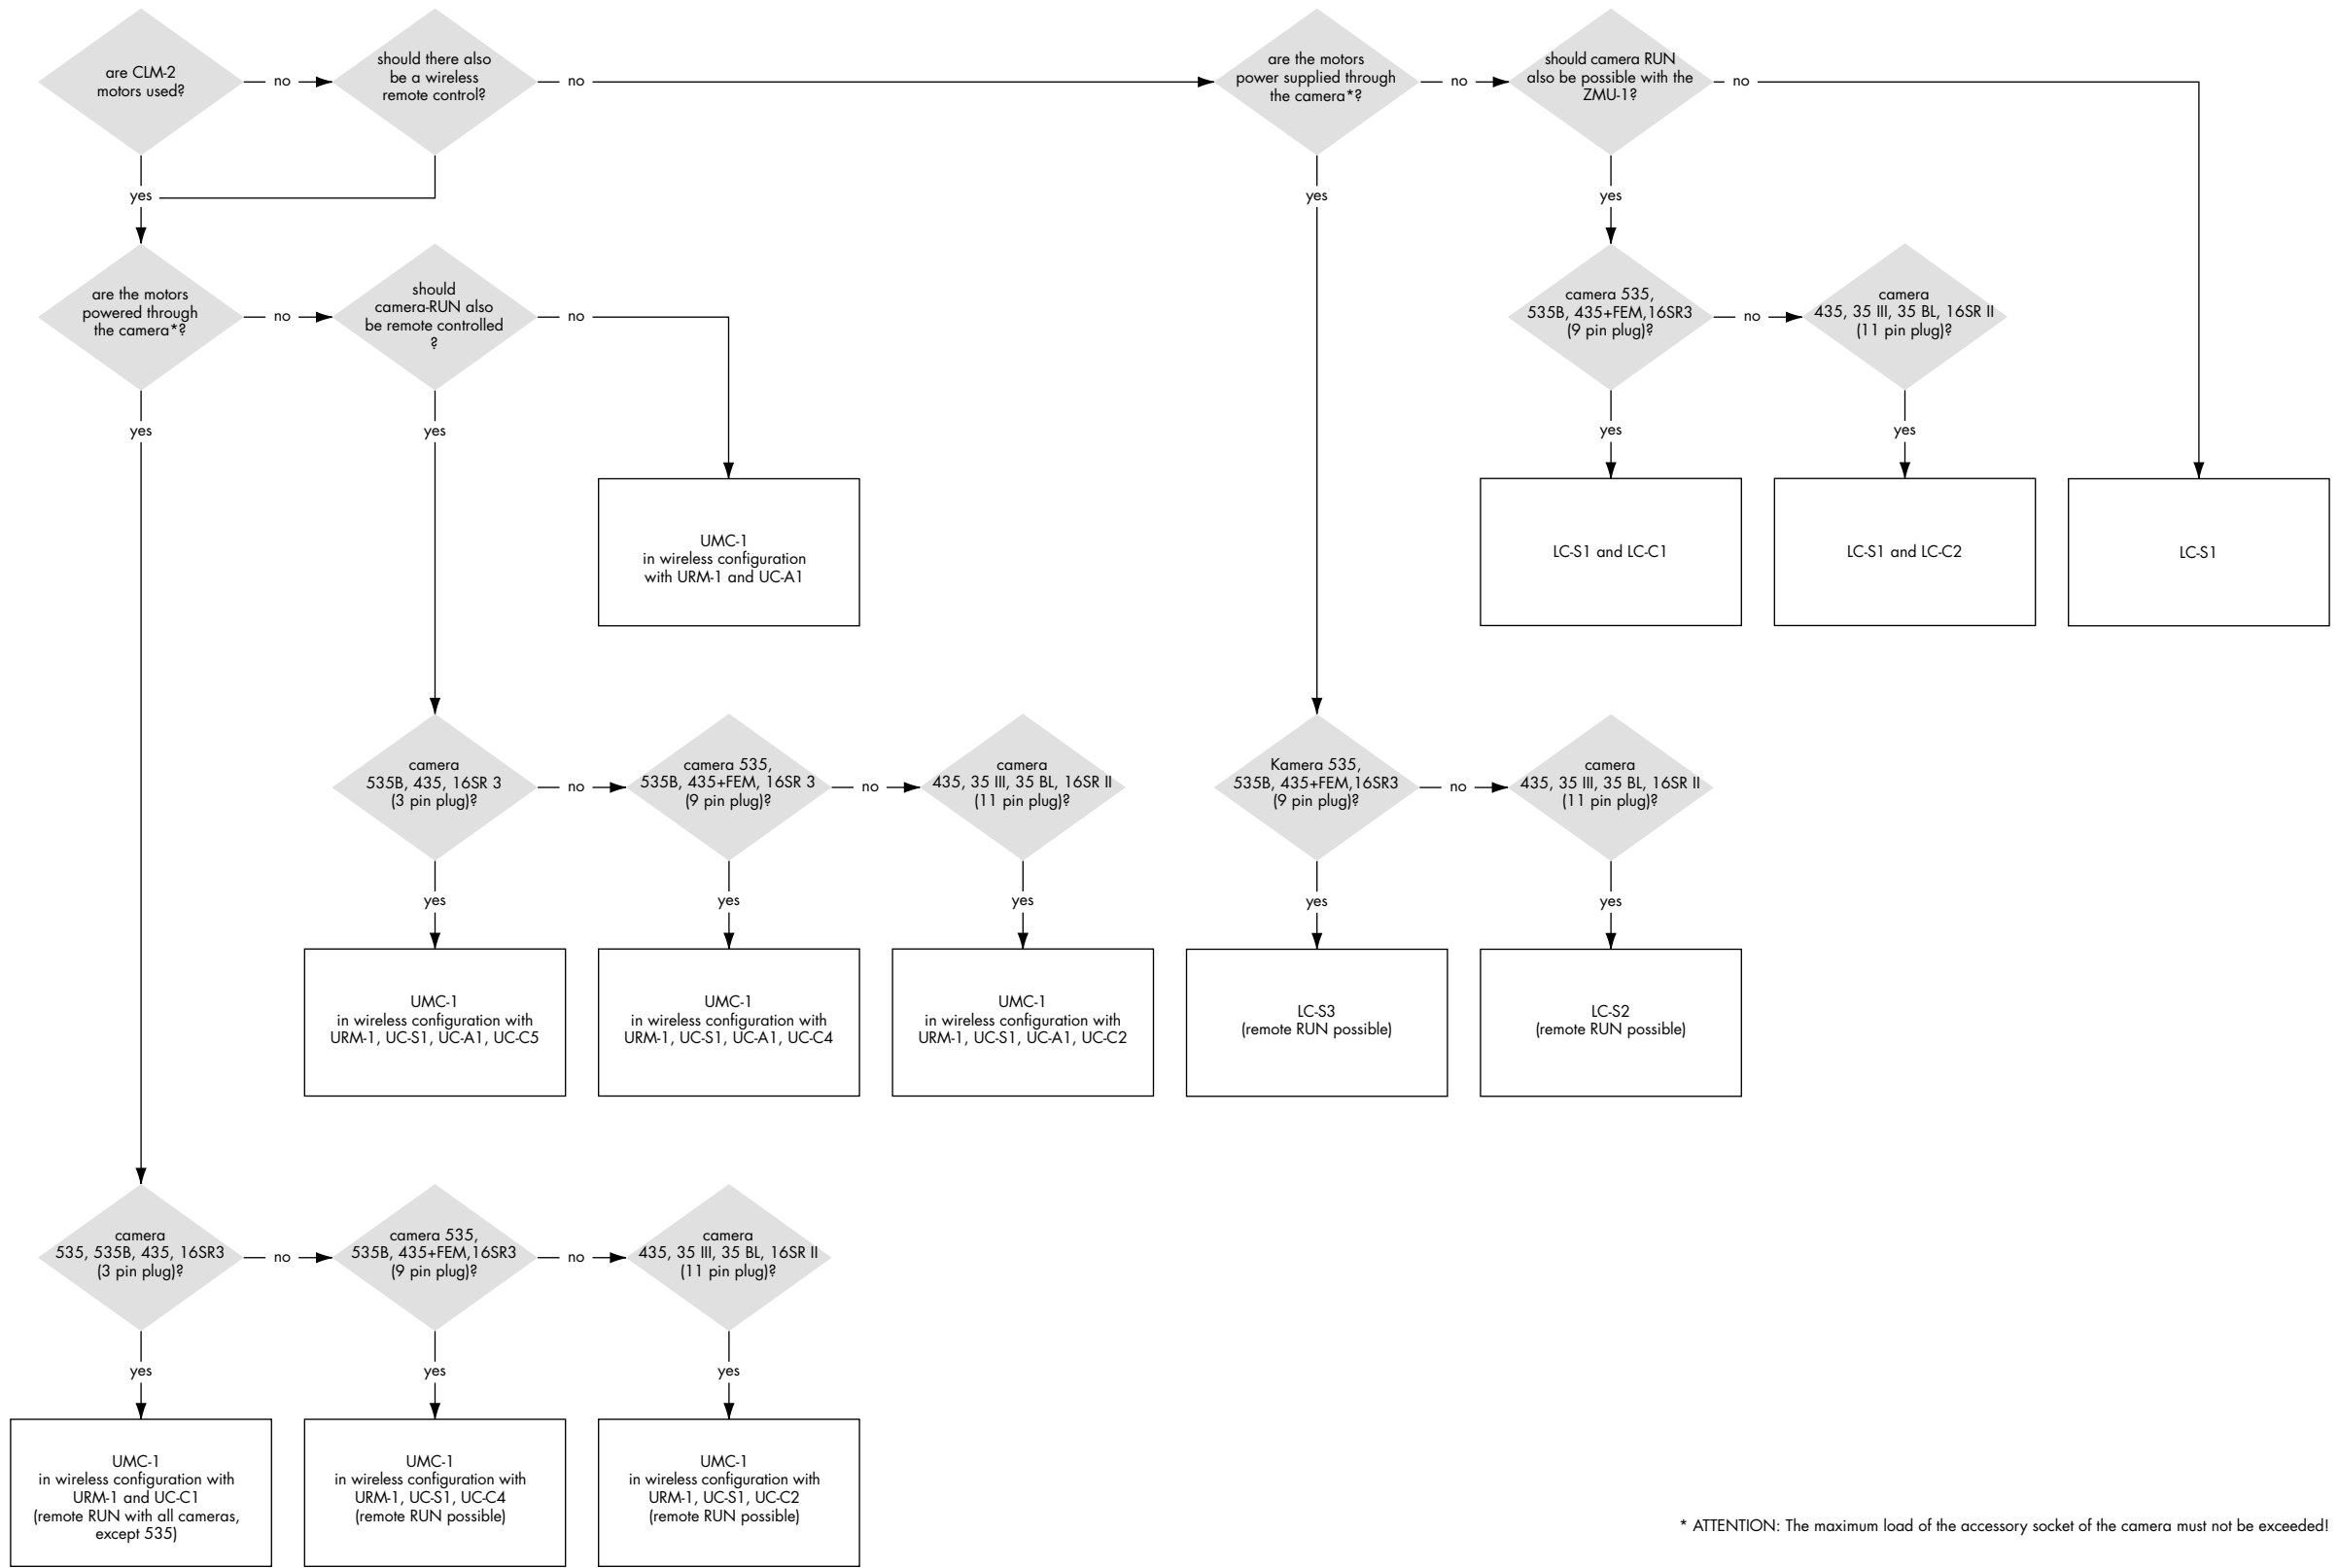 are CLM-2
motors used?
no
should there also
be a wireless
remote control?
no
are the motors
power supplied through
the camera*?
no
should camera RUN
also be possible with the
ZMU-1?
no
yes
yes
yes
are the motors
powered through
the camera*?
no
should
camera-RUN also
be remote controlled
?
no
camera 535,
535B, 435+FEM,16SR3
(9 pin plug)?
no
camera
435, 35 III, 35 BL, 16SR II
(11 pin plug)?
yes
yes
yes
yes
UMC-1
in wireless configuration
with URM-1 and UC-A1
LC-S1 and LC-C1
LC-S1 and LC-C2
LC-S1
camera
535B, 435, 16SR 3
(3 pin plug)?
no
camera 535,
535B, 435+FEM, 16SR 3
(9 pin plug)?
no
camera
435, 35 III, 35 BL, 16SR II
(11 pin plug)?
Kamera 535,
535B, 435+FEM,16SR3
(9 pin plug)?
no
camera
435, 35 III, 35 BL, 16SR II
(11 pin plug)?
yes
yes
yes
yes
yes
UMC-1
in wireless configuration with
URM-1, UC-S1, UC-A1, UC-C5
UMC-1
in wireless configuration with
URM-1, UC-S1, UC-A1, UC-C4
UMC-1
in wireless configuration with
URM-1, UC-S1, UC-A1, UC-C2
LC-S3
(remote RUN possible)
LC-S2
(remote RUN possible)
camera
535, 535B, 435, 16SR3
(3 pin plug)?
no
camera 535,
535B, 435+FEM,16SR3
(9 pin plug)?
no
camera
435, 35 III, 35 BL, 16SR II
(11 pin plug)?
yes
yes
yes
UMC-1
in wireless configuration with
URM-1 and UC-C1
(remote RUN with all cameras,
except 535)
UMC-1
in wireless configuration with
URM-1, UC-S1, UC-C4
(remote RUN possible)
UMC-1
in wireless configuration with
URM-1, UC-S1, UC-C2
(remote RUN possible)
* ATTENTION: The maximum load of the accessory socket of the camera must not be exceeded!